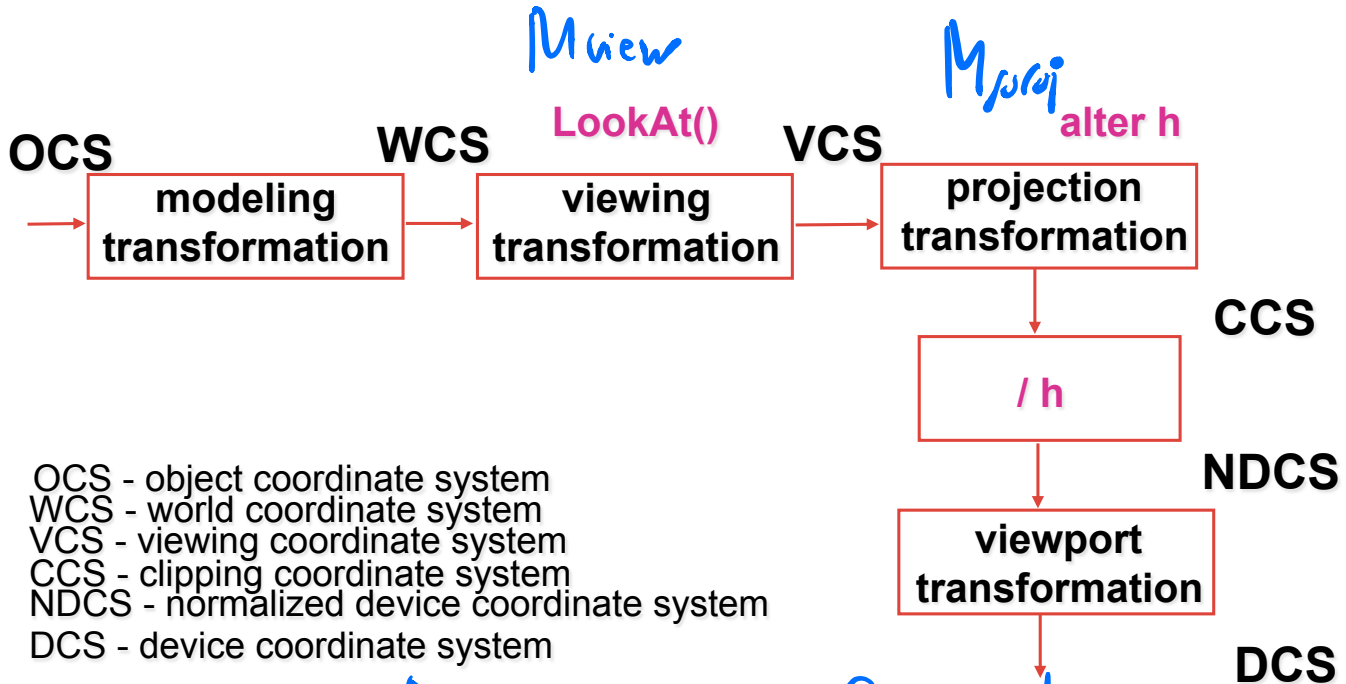 Mview
Mproj
LookAt()
alter h
OCS
WCS
VCS
modeling
transformation
viewing
transformation
projection
transformation
CCS
/ h
NDCS
viewport
transformation
DCS
OCS - object coordinate system
WCS - world coordinate system
VCS - viewing coordinate system
CCS - clipping coordinate system
NDCS - normalized device coordinate system
DCS - device coordinate system